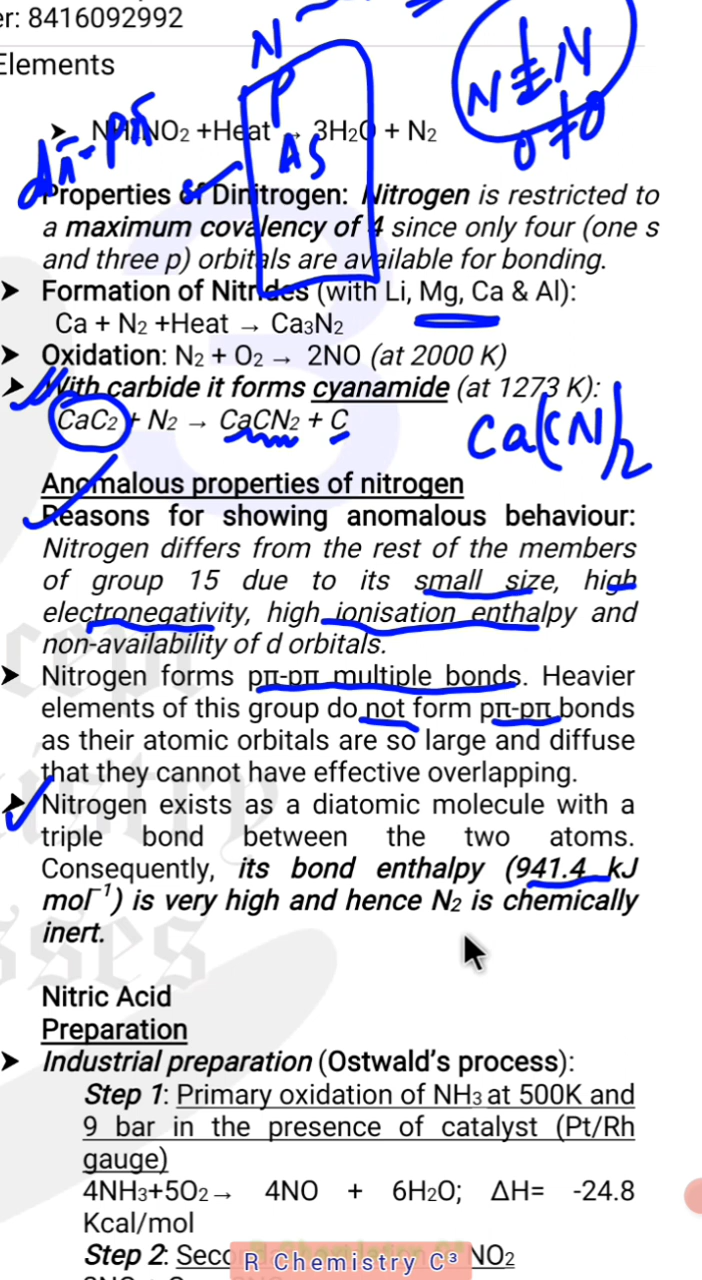 er: 8416092992
Elements
N
N≢N
P
➤ NH4NO2 +Heat → 3H2O + N2
As
0 ≠ 0
dπ-pπ
Properties of Dinitrogen: Nitrogen is restricted to
a maximum covalency of 4 since only four (one s
and three p) orbitals are available for bonding.
➤ Formation of Nitrides (with Li, Mg, Ca & Al):
Ca + N2 +Heat → Ca3N2
➤ Oxidation: N2 + O2 → 2NO (at 2000 K)
➤ With carbide it forms cyanamide (at 1273 K):
CaC2 + N2 → CaCN2 + C
Ca(CN)2
Anomalous properties of nitrogen
Reasons for showing anomalous behaviour:
Nitrogen differs from the rest of the members
of group 15 due to its small size, high
electronegativity, high ionisation enthalpy and
non-availability of d orbitals.
➤ Nitrogen forms pπ-pπ multiple bonds. Heavier
elements of this group do not form pπ-pπ bonds
as their atomic orbitals are so large and diffuse
that they cannot have effective overlapping.
➤ Nitrogen exists as a diatomic molecule with a
triple bond between the two atoms.
Consequently, its bond enthalpy (941.4 kJ
mol⁻¹) is very high and hence N2 is chemically
inert.
Nitric Acid
Preparation
➤ Industrial preparation (Ostwald's process):
Step 1: Primary oxidation of NH3 at 500K and
9 bar in the presence of catalyst (Pt/Rh
gauge)
4NH3+5O2→ 4NO + 6H2O; ΔH= -24.8
Kcal/mol
Step 2: Seco NO2
R Chemistry C³